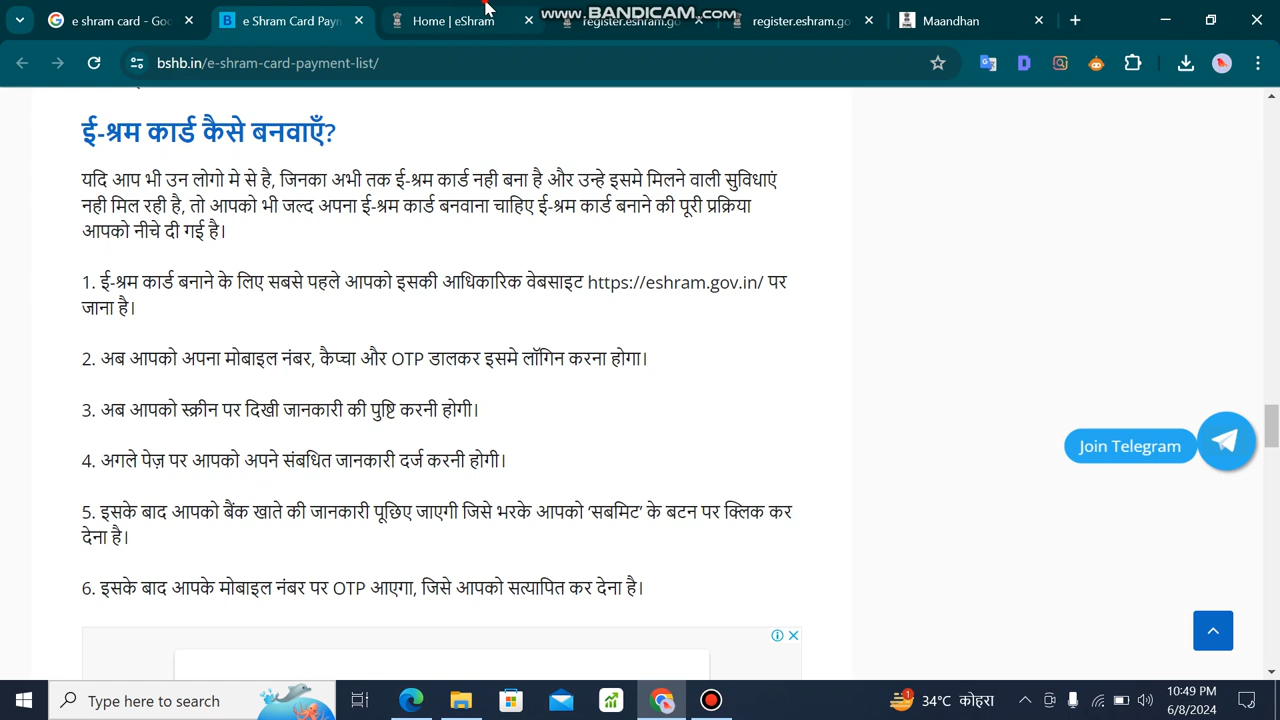 www.BANDICAM.com
e shram card - Goo
e Shram Card Payn
Home | eShram
register.eshram.go
register.eshram.go
Maandhan
bshb.in/e-shram-card-payment-list/
ई-श्रम कार्ड कैसे बनवाएँ?
यदि आप भी उन लोगो मे से है, जिनका अभी तक ई-श्रम कार्ड नही बना है और उन्हे इसमे मिलने वाली सुविधाएं
नही मिल रही है, तो आपको भी जल्द अपना ई-श्रम कार्ड बनवाना चाहिए ई-श्रम कार्ड बनाने की पूरी प्रक्रिया
आपको नीचे दी गई है।
1. ई-श्रम कार्ड बनाने के लिए सबसे पहले आपको इसकी आधिकारिक वेबसाइट https://eshram.gov.in/ पर
जाना है।
2. अब आपको अपना मोबाइल नंबर, कैप्चा और OTP डालकर इसमे लॉगिन करना होगा।
3. अब आपको स्क्रीन पर दिखी जानकारी की पुष्टि करनी होगी।
4. अगले पेज़ पर आपको अपने संबधित जानकारी दर्ज करनी होगी।
5. इसके बाद आपको बैंक खाते की जानकारी पूछिए जाएगी जिसे भरके आपको ‘सबमिट’ के बटन पर क्लिक कर
देना है।
6. इसके बाद आपके मोबाइल नंबर पर OTP आएगा, जिसे आपको सत्यापित कर देना है।
Join Telegram
Type here to search
34°C कोहरा
10:49 PM
6/8/2024